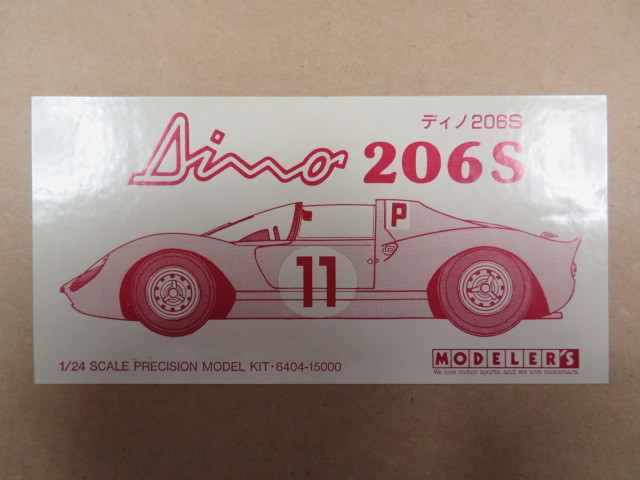 ディノ206S
Dino 206S
P
11
1/24 SCALE PRECISION MODEL KIT・6404-15000
MODELER'S
We love motor sports, and we love motorcars.